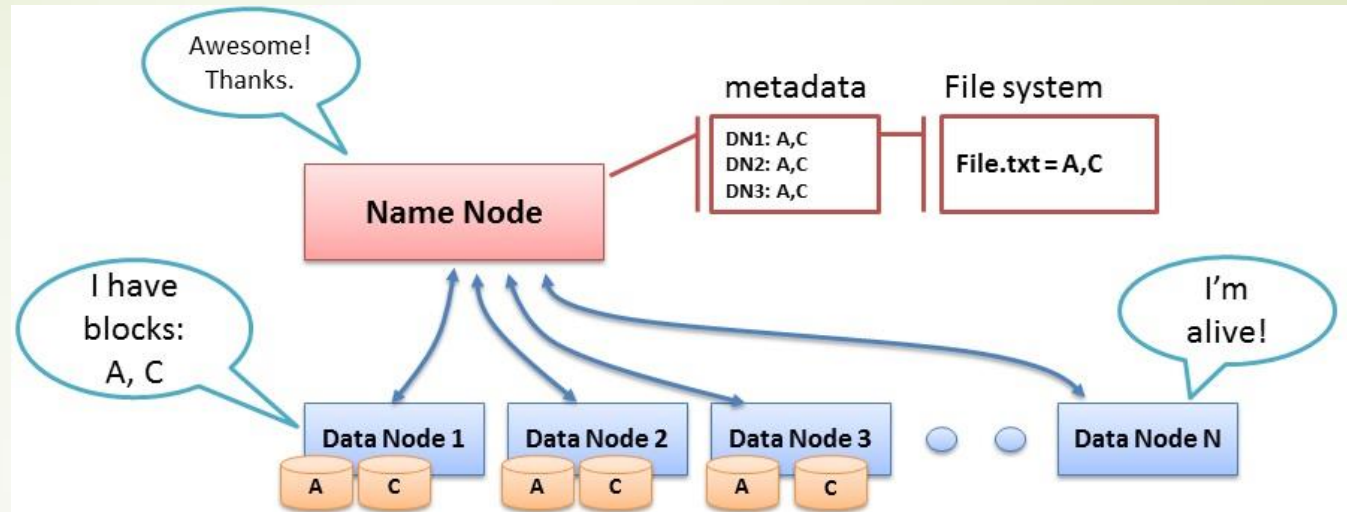 Awesome!
Thanks.
metadata
File system
DN1: A,C
DN2: A,C
DN3: A,C
File.txt = A,C
Name Node
I have
blocks:
A, C
I'm
alive!
Data Node 1
Data Node 2
Data Node 3
Data Node N
A
C
A
C
A
C